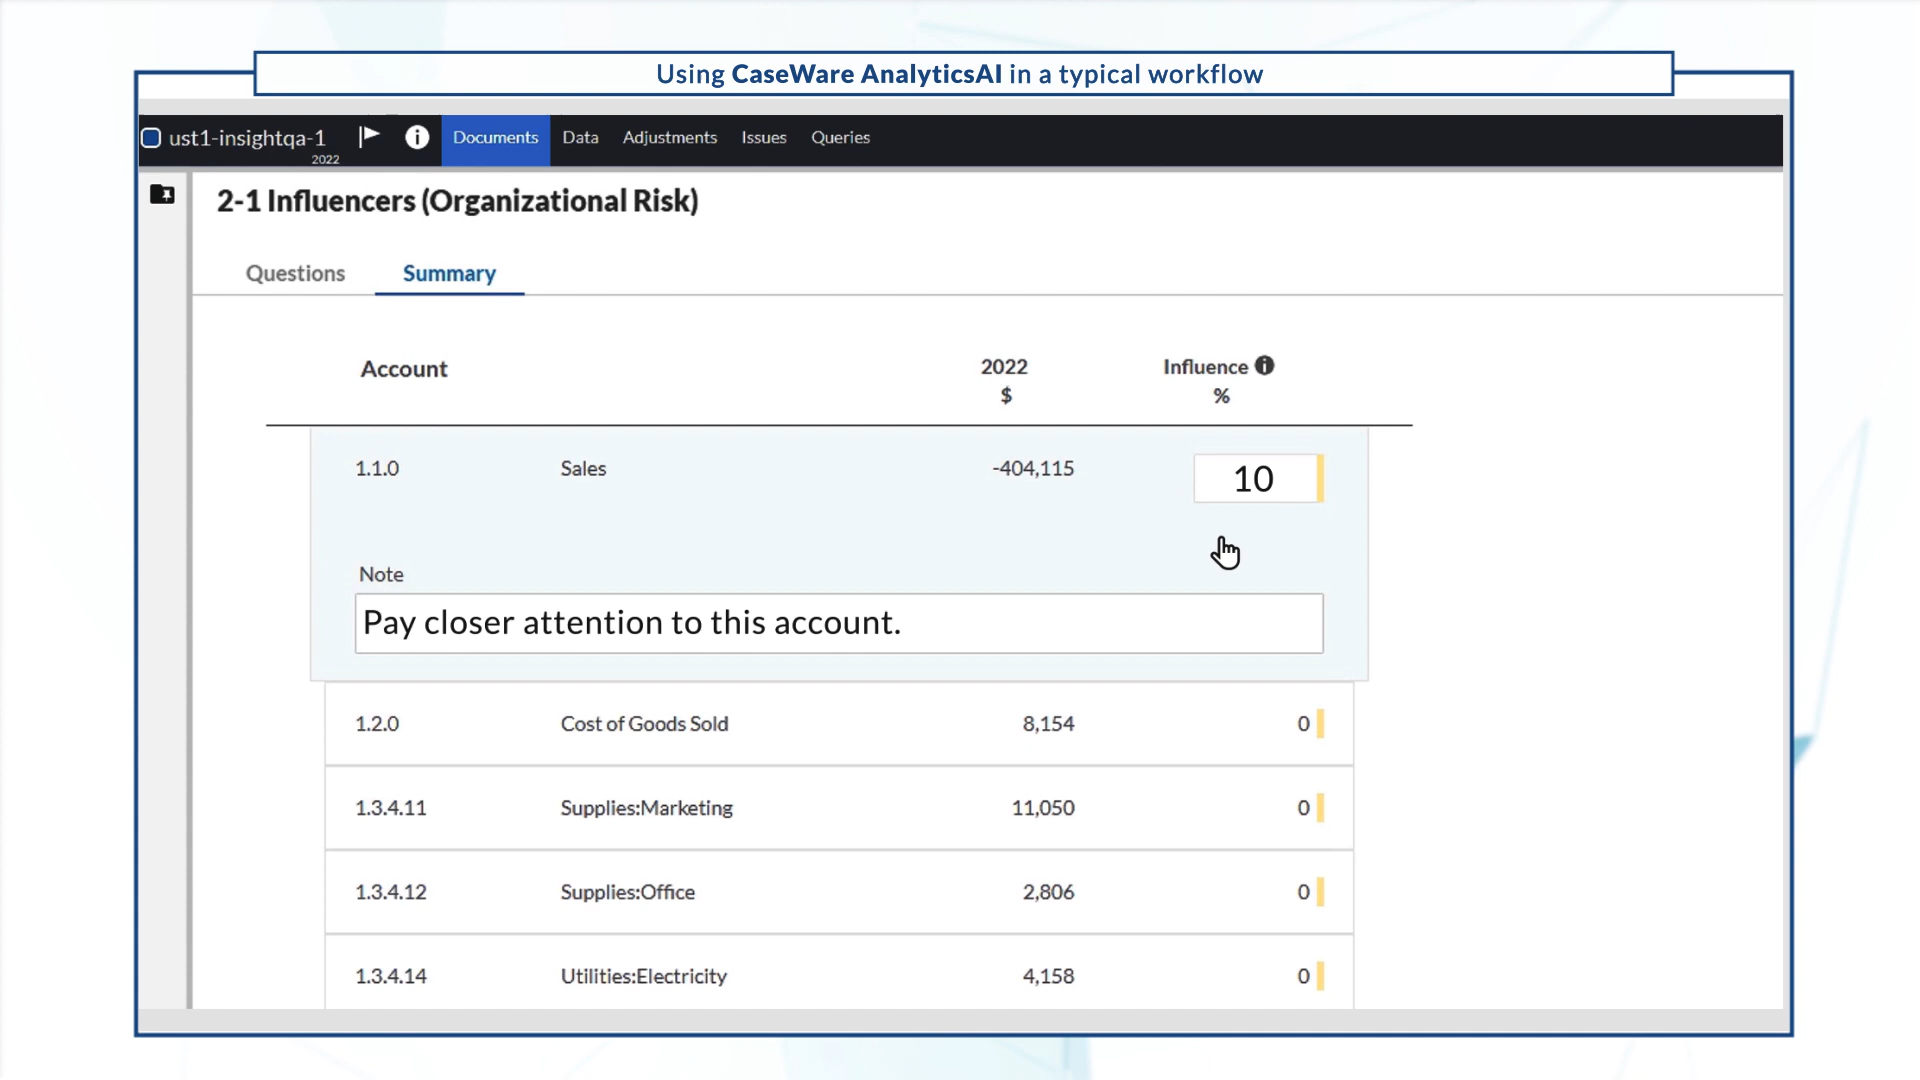 Using CaseWare AnalyticsAI in a typical workflow
ust1-insightqa-1 Documents Data Adjustments Issues Queries
2022
2-1 Influencers (Organizational Risk)
Questions Summary
Account 2022 Influence
$ %
1.1.0 Sales -404,115 10
Note
Pay closer attention to this account.
1.2.0 Cost of Goods Sold 8,154 0
1.3.4.11 Supplies:Marketing 11,050 0
1.3.4.12 Supplies:Office 2,806 0
1.3.4.14 Utilities:Electricity 4,158 0